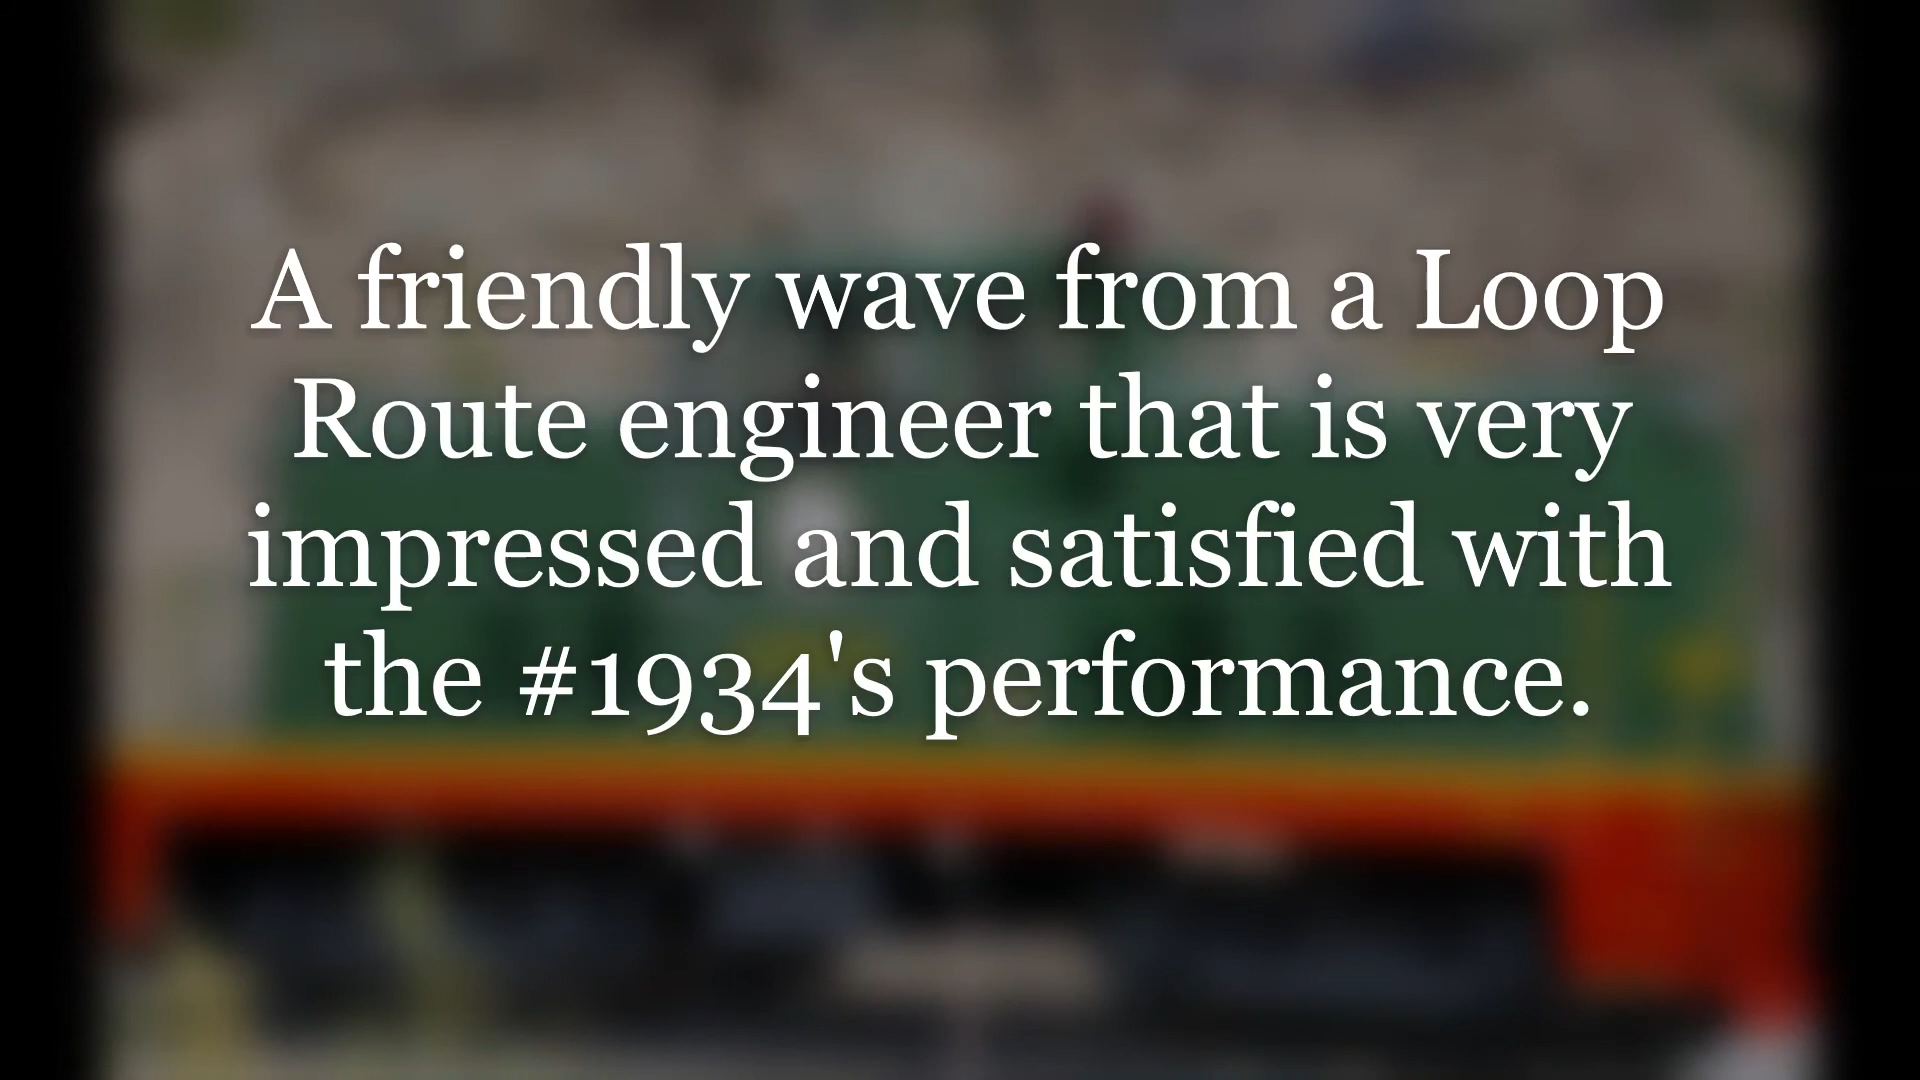 A friendly wave from a Loop
Route engineer that is very
impressed and satisfied with
the #1934's performance.